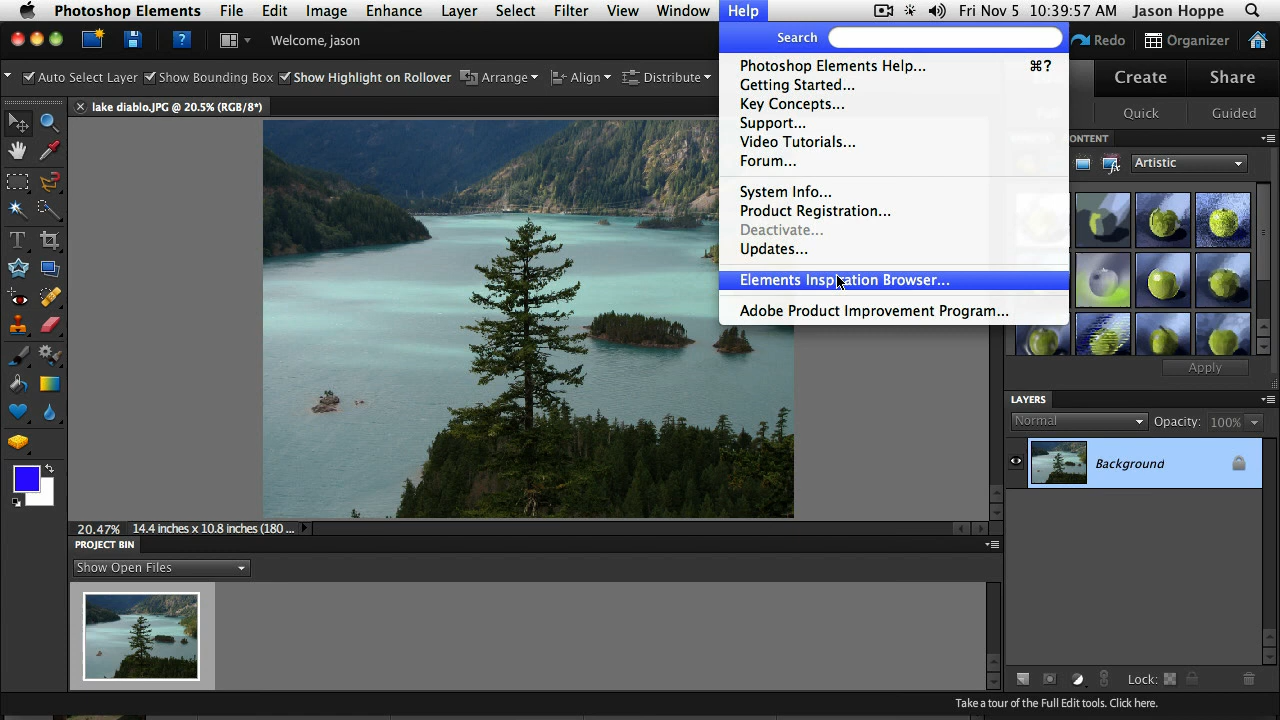 Photoshop Elements File Edit Image Enhance Layer Select Filter View Window Help Fri Nov 5 10:39:57 AM Jason Hoppe
Search
Welcome, jason
Redo Organizer
Auto Select Layer Show Bounding Box Show Highlight on Rollover Arrange Align Distribute
Create Share
lake diablo.JPG @ 20.5% (RGB/8*)
Quick Guided
Photoshop Elements Help... ⌘?
Getting Started...
Key Concepts...
Support...
Video Tutorials...
Forum...
System Info...
Product Registration...
Deactivate...
Updates...
Elements Inspiration Browser...
Adobe Product Improvement Program...
CONTENT
Artistic
Apply
LAYERS
Normal Opacity: 100%
Background
20.47% 14.4 inches x 10.8 inches (180 ...
PROJECT BIN
Show Open Files
Lock:
Take a tour of the Full Edit tools. Click here.